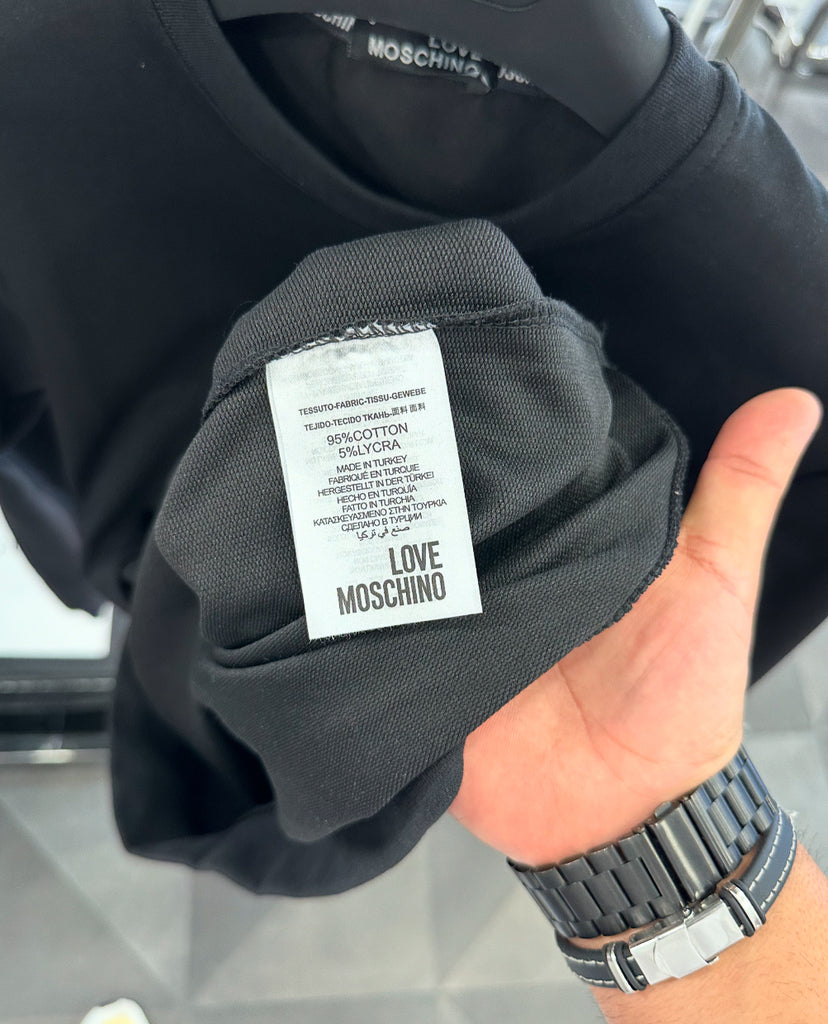 LOVE
MOSCHINO
TESSUTO-FABRIC-TISSU-GEWEBE
TEJIDO-TECIDO ТКАНЬ-面料 面料
95%COTTON
5%LYCRA
MADE IN TURKEY
FABRIQUÉ EN TURQUIE
HERGESTELLT IN DER TÜRKEI
HECHO EN TURQUÍA
FATTO IN TURCHIA
ΚΑΤΑΣΚΕΥΑΣΜΕΝΟ ΣΤΗΝ ΤΟΥΡΚΙΑ
СДЕЛАНО В ТУРЦИИ
صنع في تركيا
LOVE
MOSCHINO